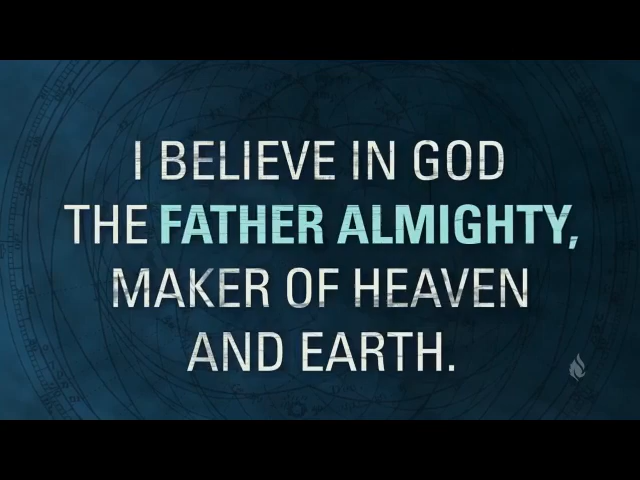 I BELIEVE IN GOD
THE FATHER ALMIGHTY,
MAKER OF HEAVEN
AND EARTH.